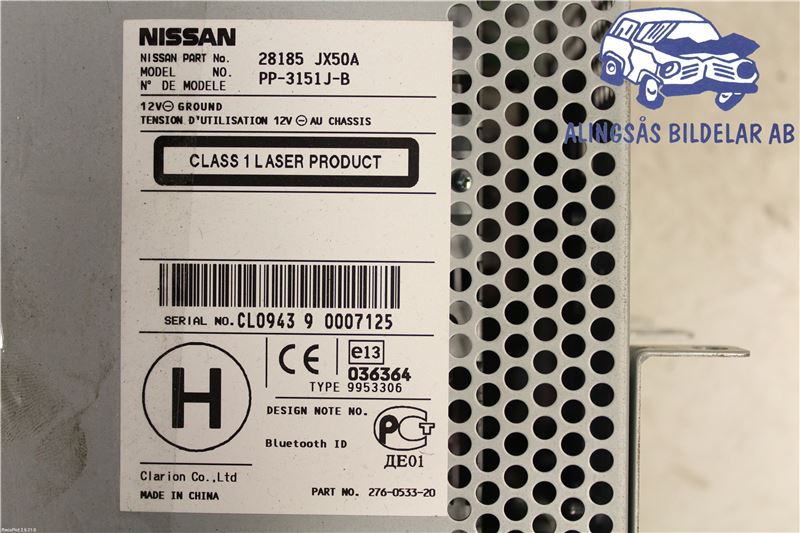 NISSAN
NISSAN PART No. 28185 JX50A
MODEL NO. PP-3151J-B
N° DE MODELE
12V⊖GROUND
TENSION D'UTILISATION 12V⊖AU CHASSIS
CLASS 1 LASER PRODUCT
SERIAL NO. CL0943 9 0007125
H
CE e13
036364
TYPE 9953306
DESIGN NOTE NO.
РСТ
Bluetooth ID
ДЕ01
Clarion Co.,Ltd
MADE IN CHINA
PART NO. 276-0533-20
ALINGSÅS BILDELAR AB